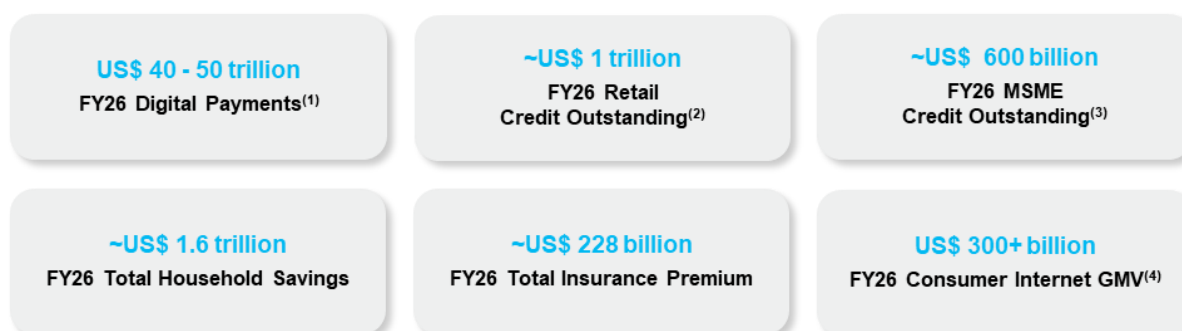 US$ 40 - 50 trillion
FY26 Digital Payments(1)
~US$ 1 trillion
FY26 Retail
Credit Outstanding(2)
~US$ 600 billion
FY26 MSME
Credit Outstanding(3)
~US$ 1.6 trillion
FY26 Total Household Savings
~US$ 228 billion
FY26 Total Insurance Premium
US$ 300+ billion
FY26 Consumer Internet GMV(4)